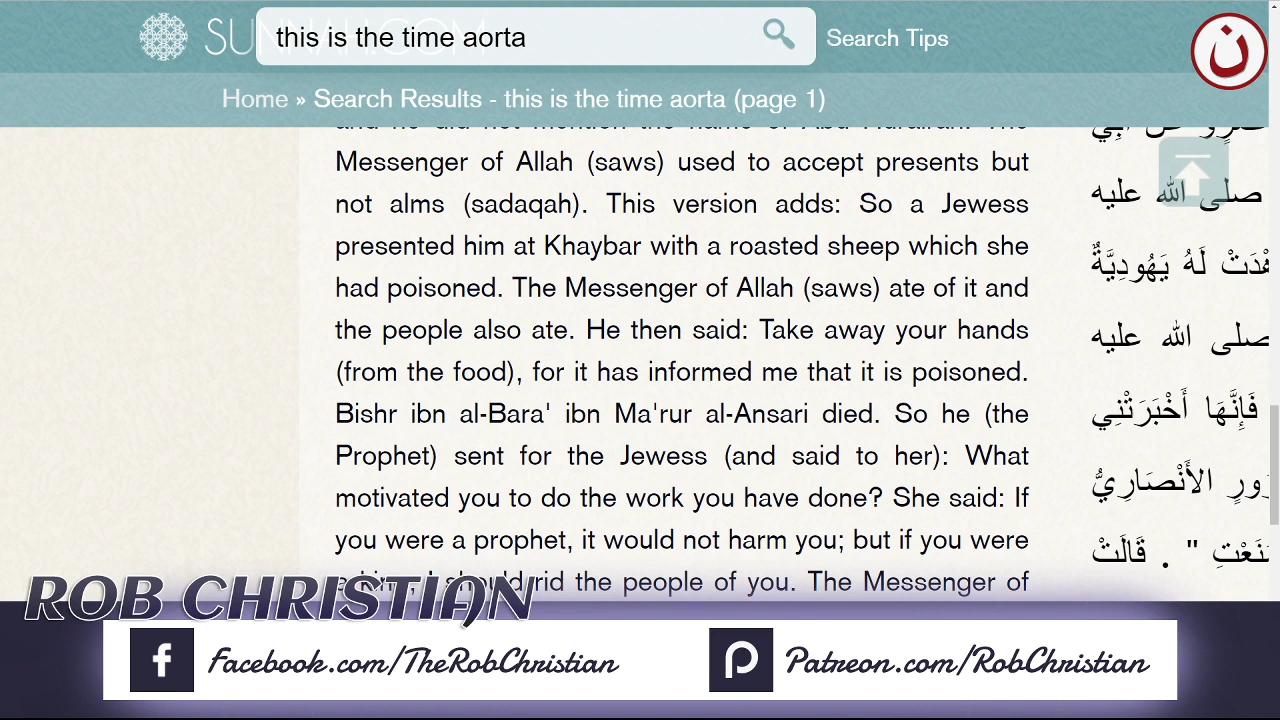 this is the time aorta
Search Tips
ن
Home » Search Results - this is the time aorta (page 1)
Messenger of Allah (saws) used to accept presents but
not alms (sadaqah). This version adds: So a Jewess
presented him at Khaybar with a roasted sheep which she
had poisoned. The Messenger of Allah (saws) ate of it and
the people also ate. He then said: Take away your hands
(from the food), for it has informed me that it is poisoned.
Bishr ibn al-Bara' ibn Ma'rur al-Ansari died. So he (the
Prophet) sent for the Jewess (and said to her): What
motivated you to do the work you have done? She said: If
you were a prophet, it would not harm you; but if you were
should rid the people of you. The Messenger of
صلى الله عليه
لَهُ يَهُودِيَّةٌ
صلى الله عليه
فَإِنَّهَا أَخْبَرَتْنِي
الأَنْصَارِيُّ
" . قَالَتْ
ROB CHRISTIAN
Facebook.com/TheRobChristian
Patreon.com/RobChristian